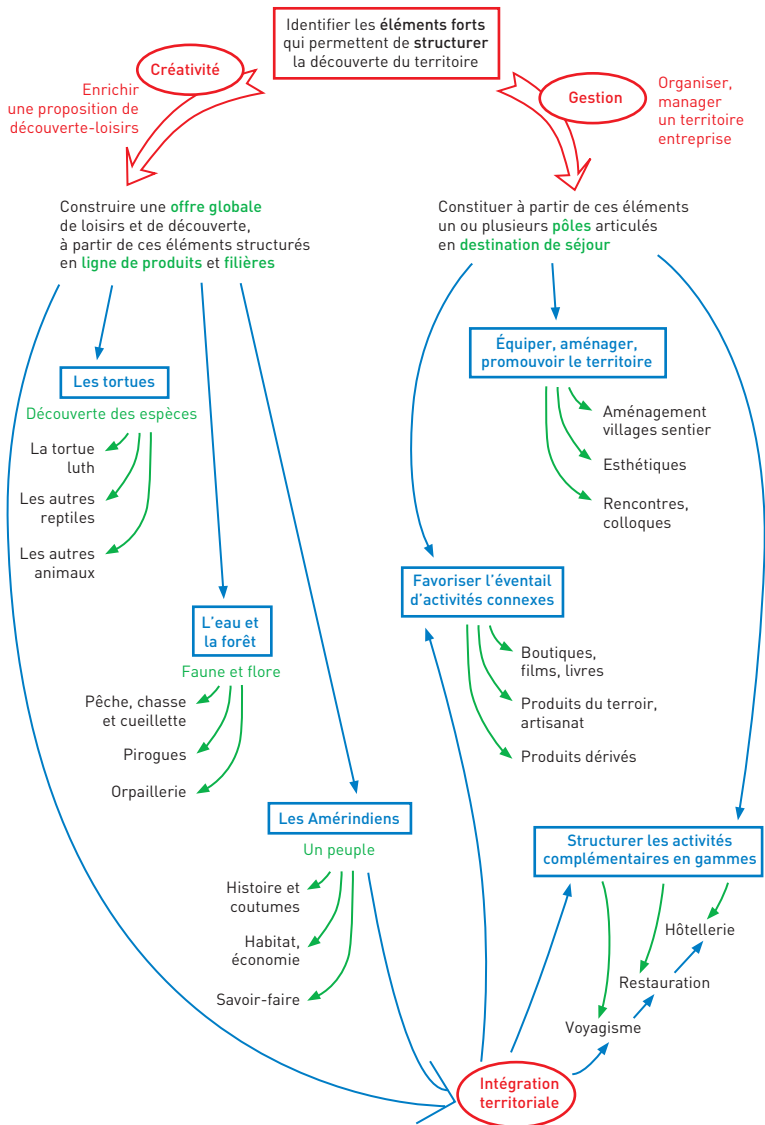 Identifier les éléments forts
qui permettent de structurer
la découverte du territoire
Créativité
Enrichir
une proposition de
découverte-loisirs
Gestion
Organiser,
manager
un territoire
entreprise
Construire une offre globale
de loisirs et de découverte,
à partir de ces éléments structurés
en ligne de produits et filières
Constituer à partir de ces éléments
un ou plusieurs pôles articulés
en destination de séjour
Les tortues
Découverte des espèces
La tortue
luth
Les autres
reptiles
Les autres
animaux
Équiper, aménager,
promouvoir le territoire
Aménagement
villages sentier
Esthétiques
Rencontres,
colloques
L'eau et
la forêt
Faune et flore
Pêche, chasse
et cueillette
Pirogues
Orpaillerie
Favoriser l'éventail
d'activités connexes
Boutiques,
films, livres
Produits du terroir,
artisanat
Produits dérivés
Les Amérindiens
Un peuple
Histoire et
coutumes
Habitat,
économie
Savoir-faire
Structurer les activités
complémentaires en gammes
Hôtellerie
Restauration
Voyagisme
Intégration
territoriale